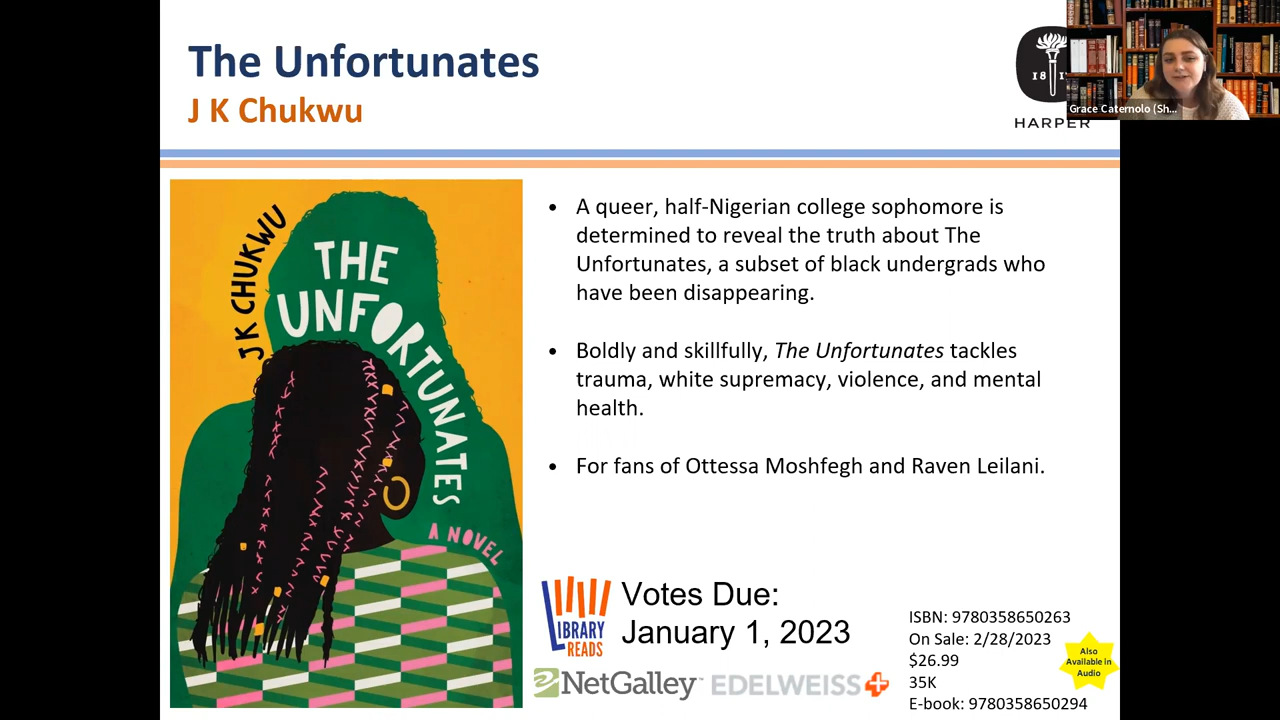 The Unfortunates
J K Chukwu
18 1
HARPER
Grace Caternolo (Sh...
J K CHUKWU
THE
UNFORTUNATES
A NOVEL
• A queer, half-Nigerian college sophomore is
determined to reveal the truth about The
Unfortunates, a subset of black undergrads who
have been disappearing.
• Boldly and skillfully, The Unfortunates tackles
trauma, white supremacy, violence, and mental
health.
• For fans of Ottessa Moshfegh and Raven Leilani.
LIBRARY
READS
Votes Due:
January 1, 2023
NetGalley™
EDELWEISS+
ISBN: 9780358650263
On Sale: 2/28/2023
$26.99
35K
E-book: 9780358650294
Also
Available in
Audio